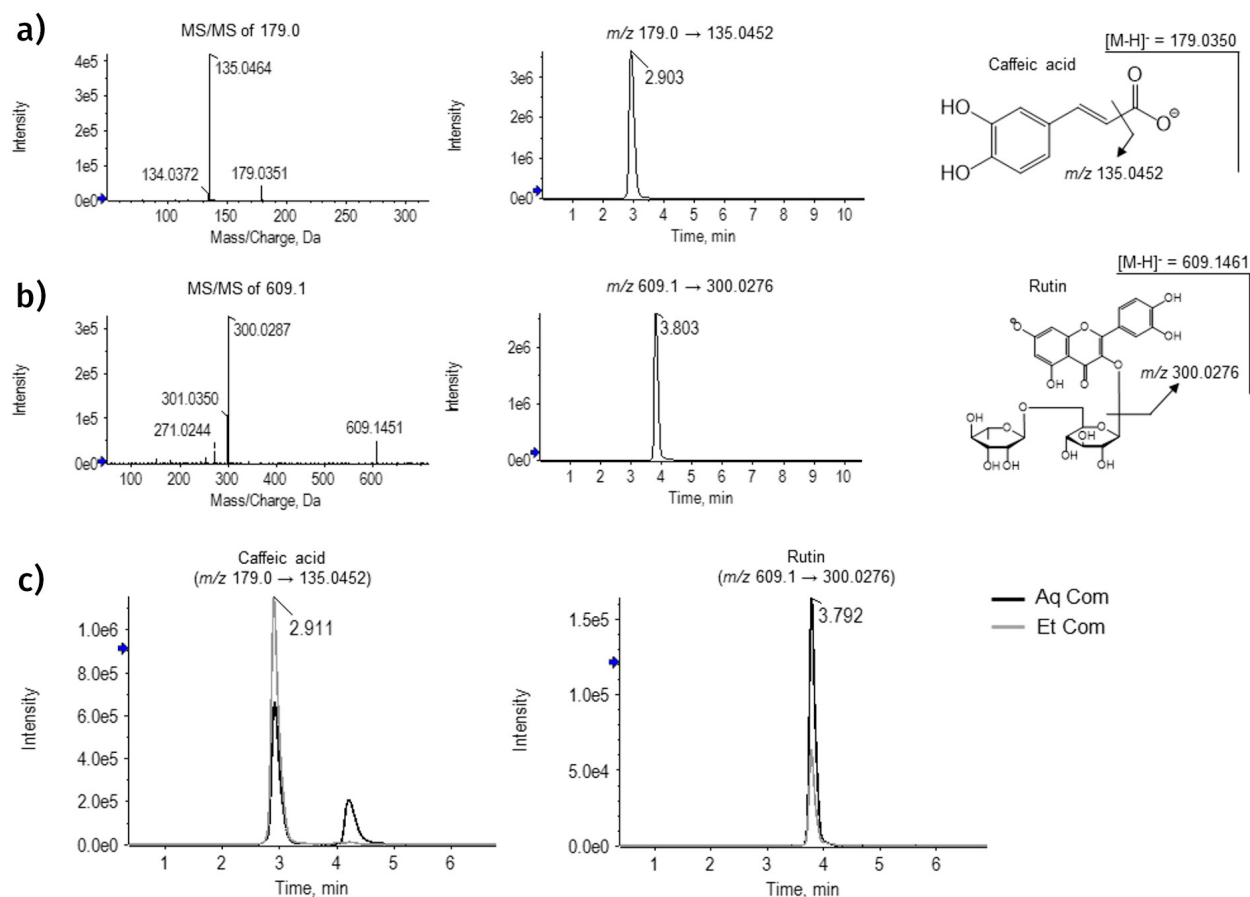 a)
MS/MS of 179.0
Intensity
4e5
3e5
2e5
1e5
0e0
135.0464
134.0372
179.0351
100 150 200 250 300
Mass/Charge, Da
m/z 179.0 → 135.0452
Intensity
3e6
2e6
1e6
0e0
2.903
1 2 3 4 5 6 7 8 9 10
Time, min
[M-H]- = 179.0350
Caffeic acid
O
HO
O⊖
HO
m/z 135.0452
b)
MS/MS of 609.1
Intensity
3e5
2e5
1e5
0e0
300.0287
301.0350
271.0244
609.1451
100 200 300 400 500 600
Mass/Charge, Da
m/z 609.1 → 300.0276
Intensity
2e6
1e6
0e0
3.803
1 2 3 4 5 6 7 8 9 10
Time, min
[M-H]- = 609.1461
Rutin
OH
⊖O O OH
O
OH O
m/z 300.0276
O
OH O O
HO OH
OH OH OH OH
c)
Caffeic acid
(m/z 179.0 → 135.0452)
Intensity
1.0e6
8.0e5
6.0e5
4.0e5
2.0e5
0.0e0
2.911
1 2 3 4 5 6
Time, min
Rutin
(m/z 609.1 → 300.0276)
Intensity
1.5e5
1.0e5
5.0e4
0.0e0
3.792
1 2 3 4 5 6
Time, min
Aq Com
Et Com